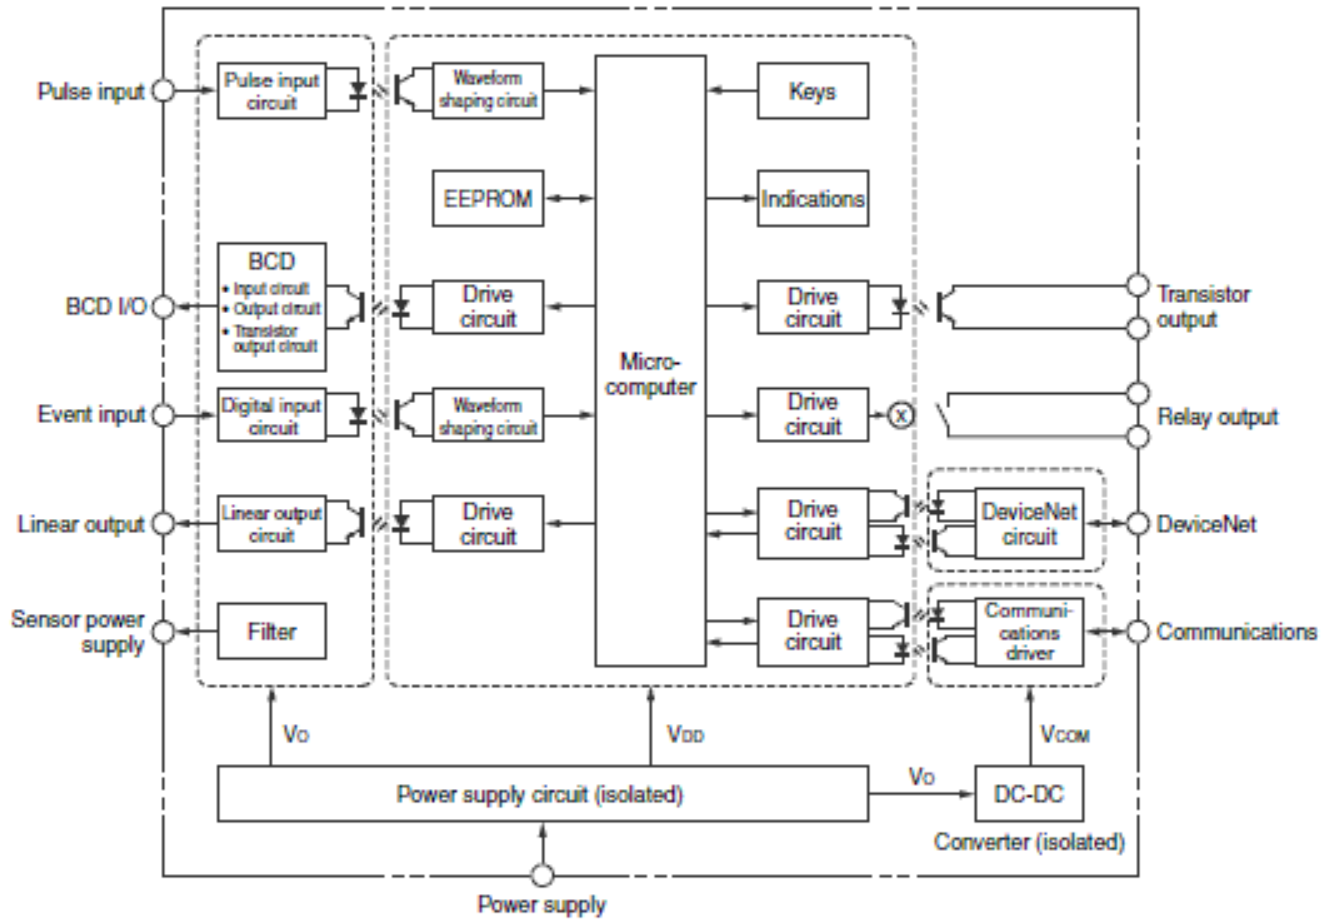 Pulse input
Pulse input
circuit
Waveform
shaping circuit
Keys
EEPROM
Indications
BCD I/O
BCD
• Input circuit
• Output circuit
• Transistor
output circuit
Drive
circuit
Micro-
computer
Drive
circuit
Transistor
output
Event input
Digital input
circuit
Waveform
shaping circuit
Drive
circuit
X
Relay output
Linear output
Linear output
circuit
Drive
circuit
Drive
circuit
DeviceNet
circuit
DeviceNet
Sensor power
supply
Filter
Drive
circuit
Communi-
cations
driver
Communications
VO
VDD
VCOM
Power supply circuit (isolated)
VO
DC-DC
Converter (isolated)
Power supply